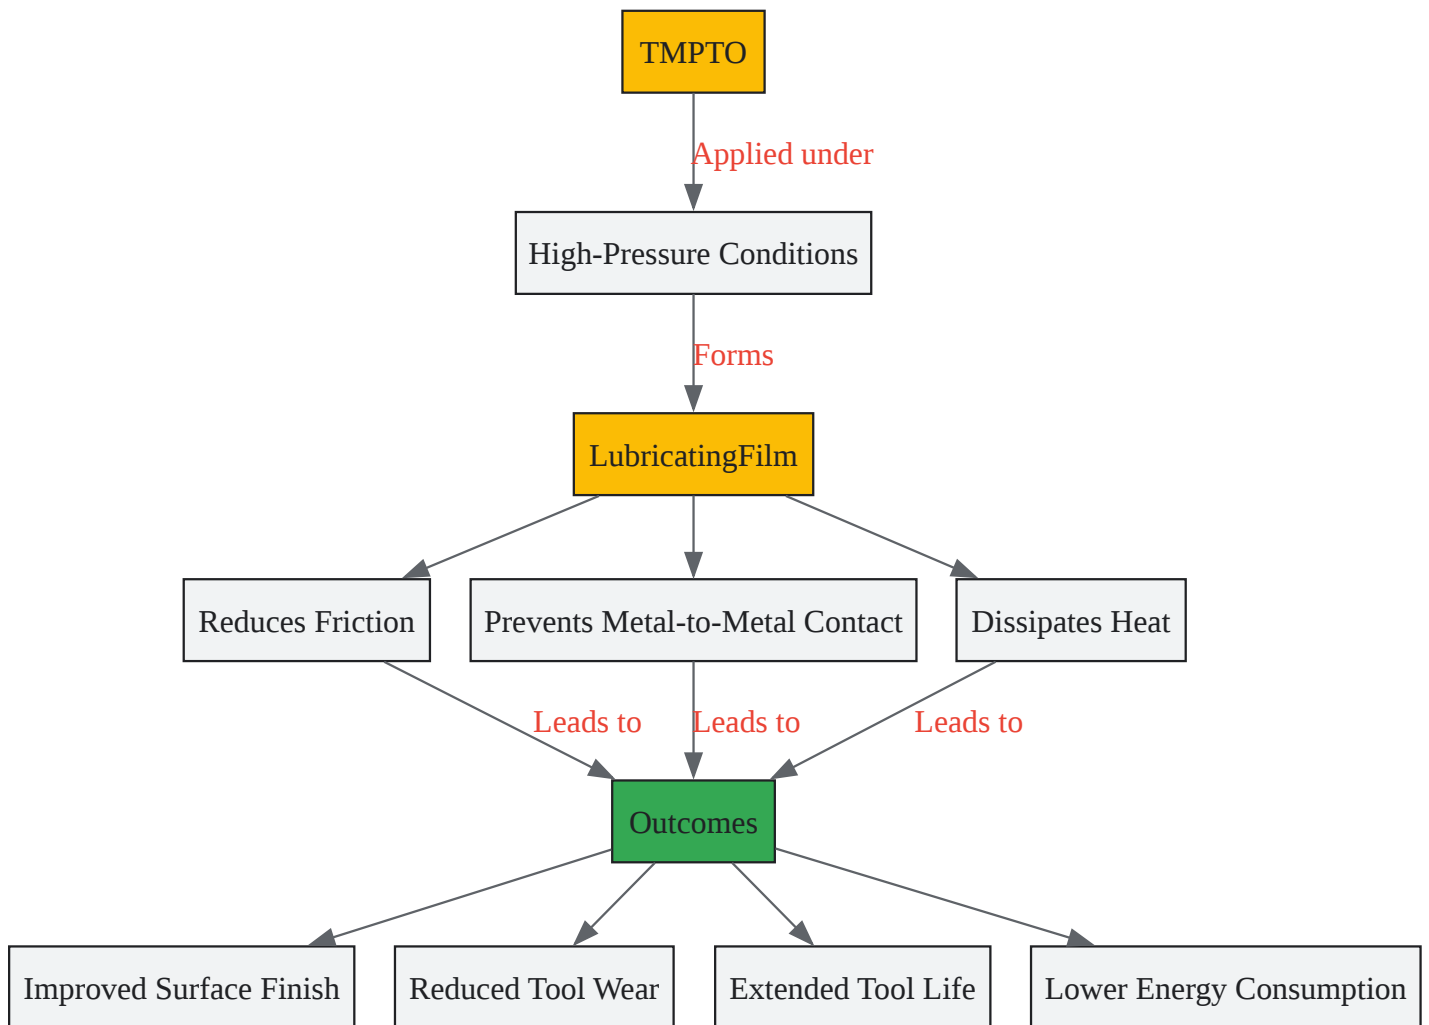 TMPTO
Applied under
High-Pressure Conditions
Forms
LubricatingFilm
Reduces Friction
Prevents Metal-to-Metal Contact
Dissipates Heat
Leads to
Leads to
Leads to
Outcomes
Improved Surface Finish
Reduced Tool Wear
Extended Tool Life
Lower Energy Consumption